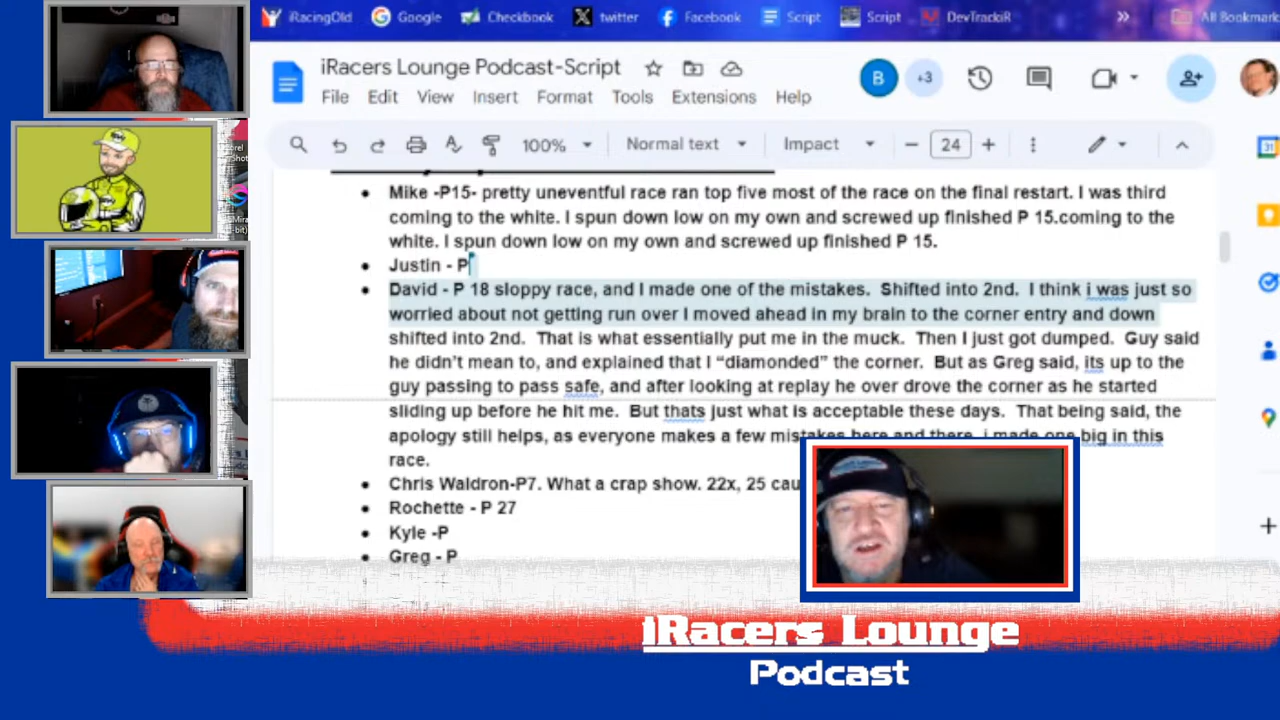 iRacingOld Google Checkbook twitter Facebook Script Script DevTrackiR » All Bookmark
iRacers Lounge Podcast-Script
B +3
File Edit View Insert Format Tools Extensions Help
100% Normal text Impact 24
31
Mike -P15- pretty uneventful race ran top five most of the race on the final restart. I was third
coming to the white. I spun down low on my own and screwed up finished P 15.coming to the
white. I spun down low on my own and screwed up finished P 15.
Justin - P
David - P 18 sloppy race, and I made one of the mistakes. Shifted into 2nd. I think i was just so
worried about not getting run over I moved ahead in my brain to the corner entry and down
shifted into 2nd. That is what essentially put me in the muck. Then I just got dumped. Guy said
he didn't mean to, and explained that I “diamonded” the corner. But as Greg said, its up to the
guy passing to pass safe, and after looking at replay he over drove the corner as he started
sliding up before he hit me. But thats just what is acceptable these days. That being said, the
apology still helps, as everyone makes a few mistakes here and there, i made one big in this
race.
Chris Waldron-P7. What a crap show. 22x, 25 cau
Rochette - P 27
Kyle -P
Greg - P
iRacers Lounge
Podcast